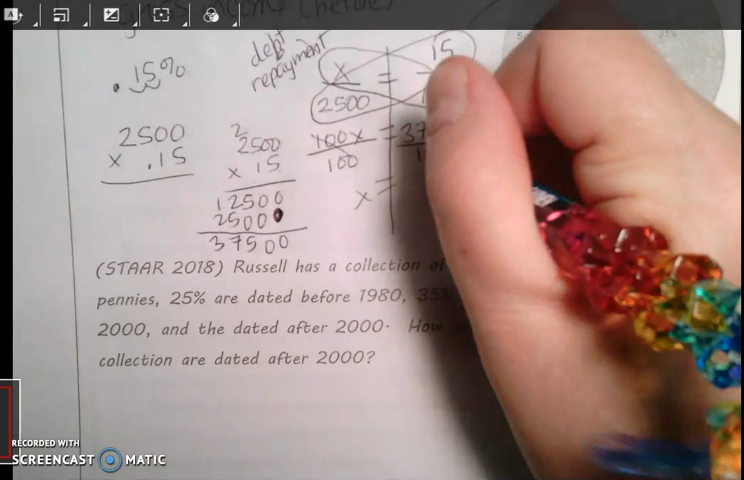 .15%
debt
repayment
x = 15
2500
2500
x .15
2
2500
x 15
12500
25000
37500
100x = 37
100
x =
25%
(STAAR 2018) Russell has a collection of
pennies, 25% are dated before 1980, 35%
2000, and the dated after 2000. How
collection are dated after 2000?
RECORDED WITH
SCREENCAST MATIC